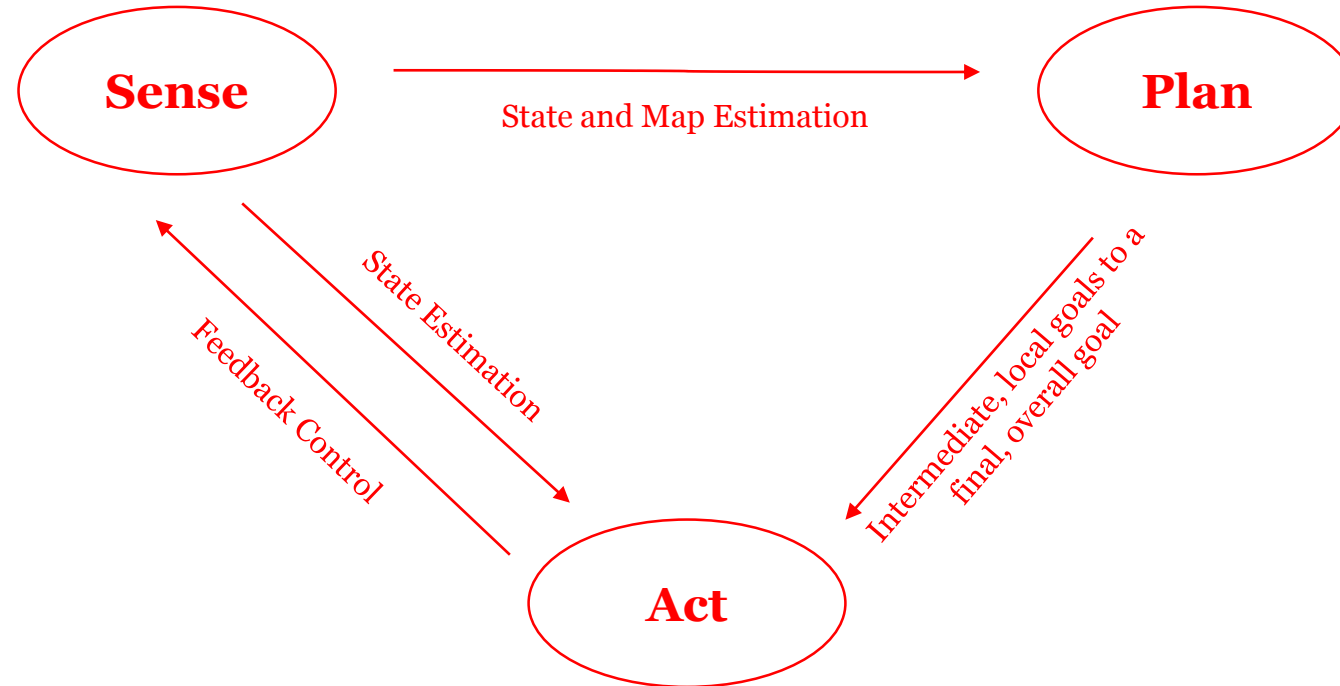 Sense
Plan
State and Map Estimation
State Estimation
Feedback Control
Intermediate, local goals to a
final, overall goal
Act